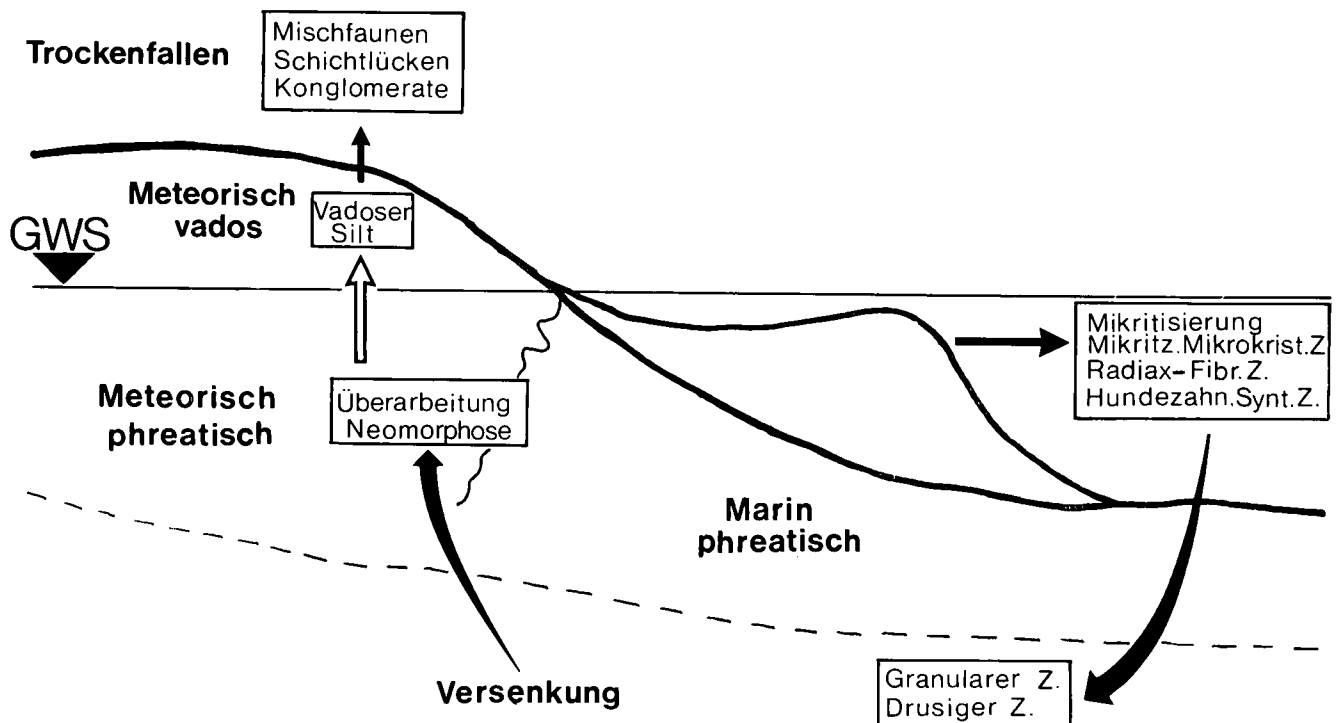 Trockenfallen
Mischfaunen
Schichtlücken
Konglomerate
Meteorisch
vados
Vadoser
Silt
GWS
Mikritisierung
Mikritz.Mikrokrist.Z
Radiax-Fibr.Z.
Hundezahn.Synt.Z.
Meteorisch
phreatisch
Überarbeitung
Neomorphose
Marin
phreatisch
Versenkung
Granularer Z.
Drusiger Z.